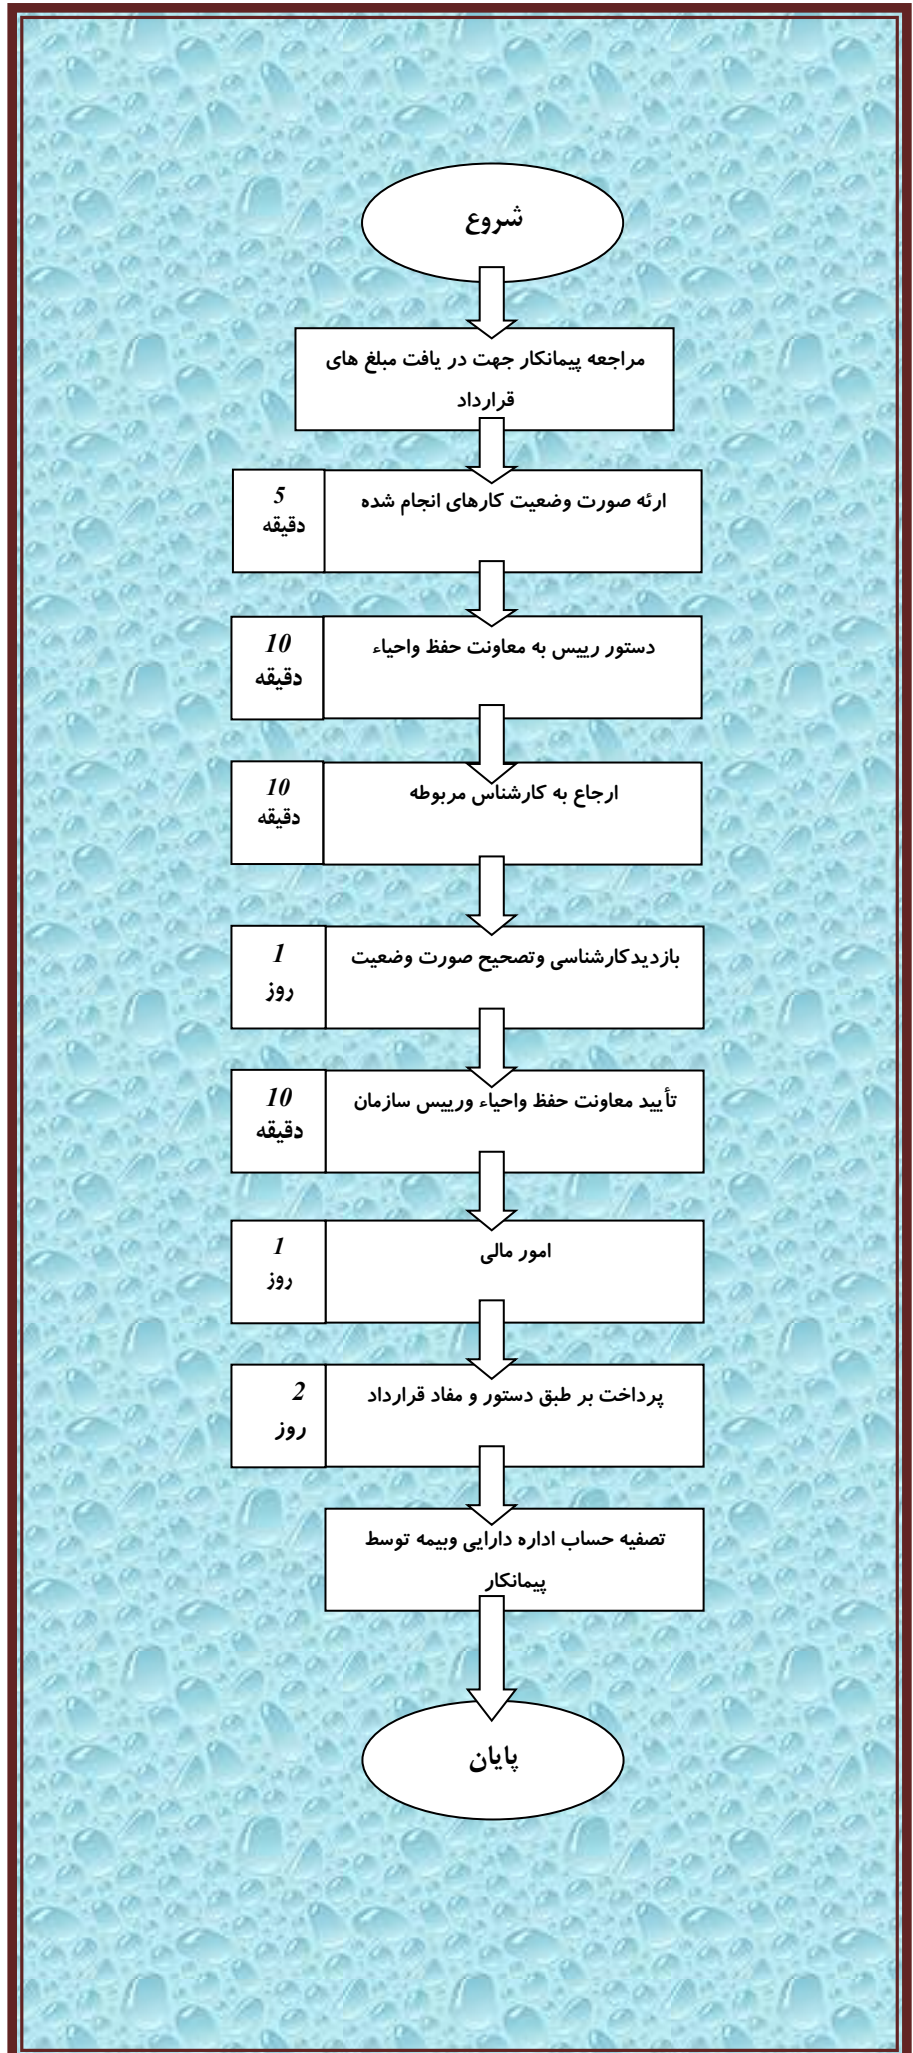 شروع
مراجعه پیمانکار جهت در یافت مبلغ های
قرارداد
ارئه صورت وضعیت کارهای انجام شده
5
دقیقه
دستور رییس به معاونت حفظ واحیاء
10
دقیقه
ارجاع به کارشناس مربوطه
10
دقیقه
بازدیدکارشناسی وتصحیح صورت وضعیت
1
روز
تأیید معاونت حفظ واحیاء ورییس سازمان
10
دقیقه
امور مالی
1
روز
پرداخت بر طبق دستور و مفاد قرارداد
2
روز
تصفیه حساب اداره دارایی وبیمه توسط
پیمانکار
پایان